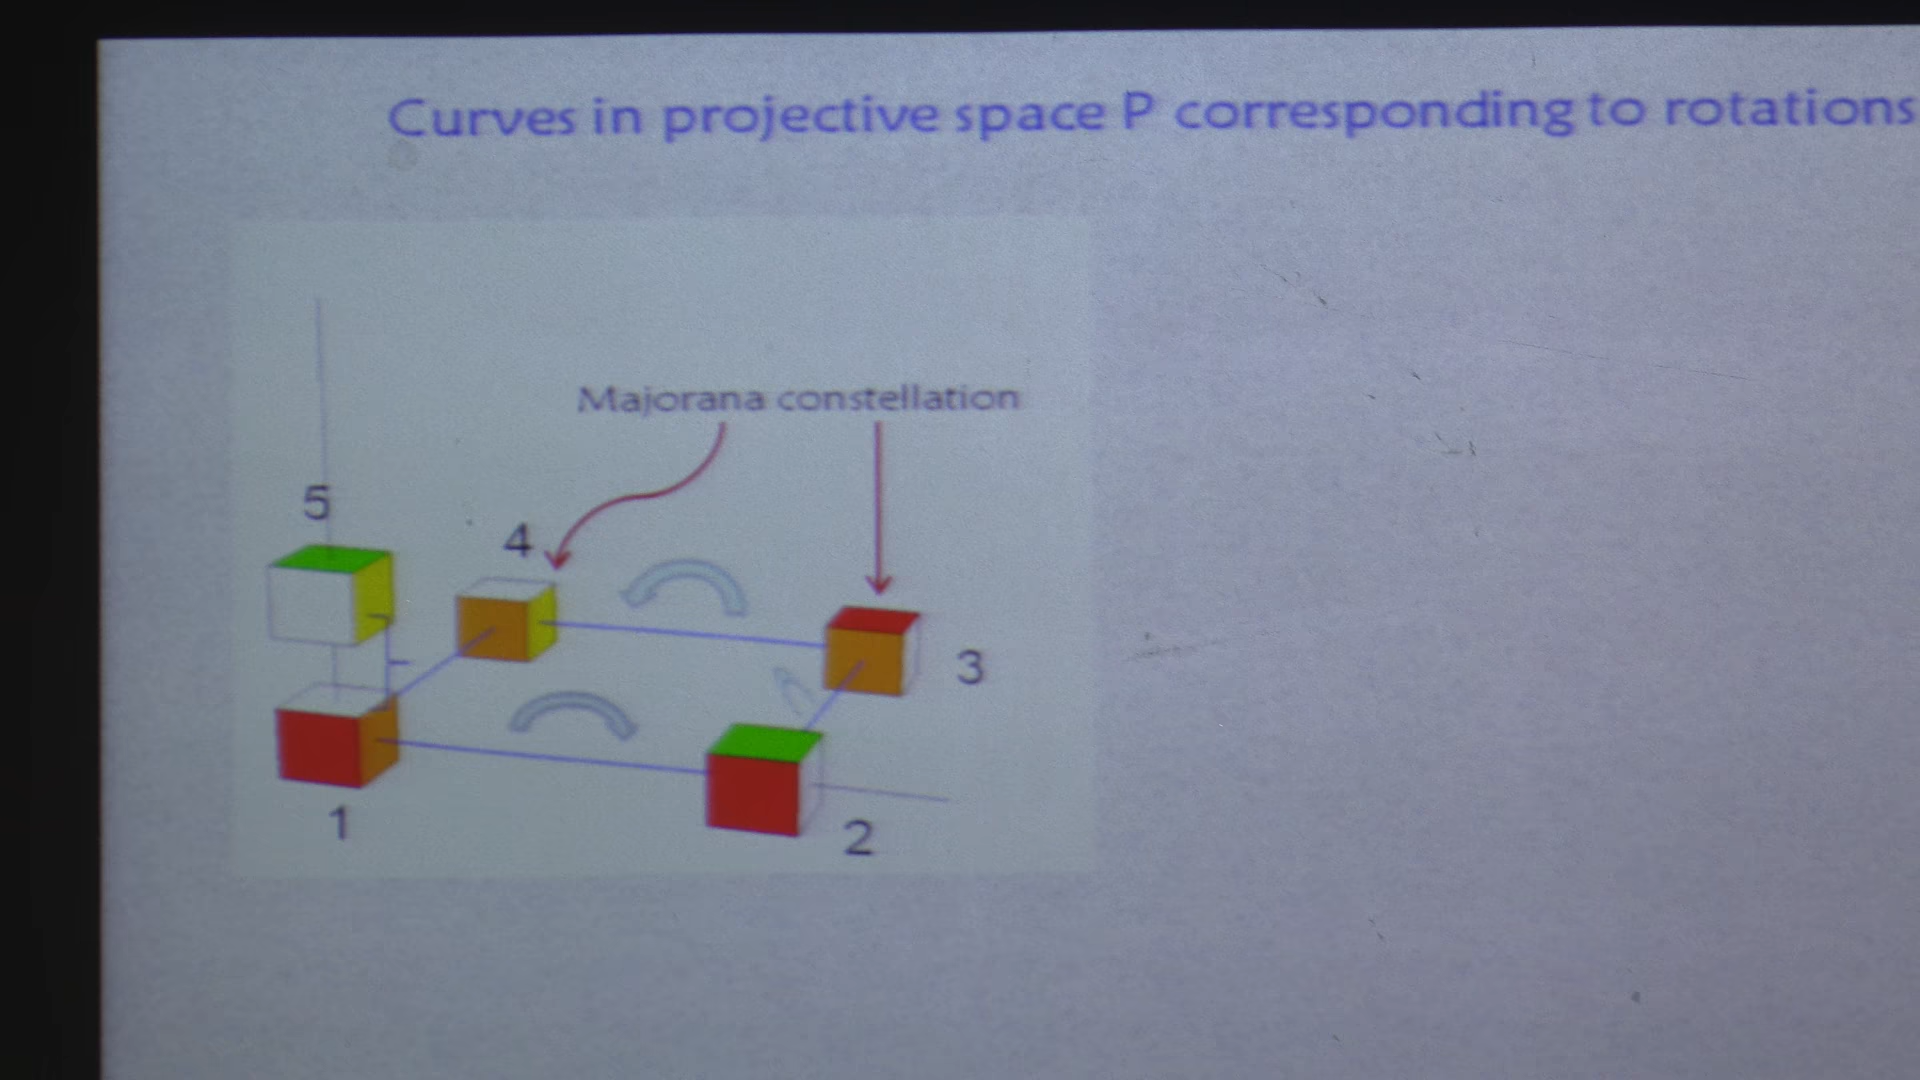 Curves in projective space P corresponding to rotations
Majorana constellation
5
4
3
1
2